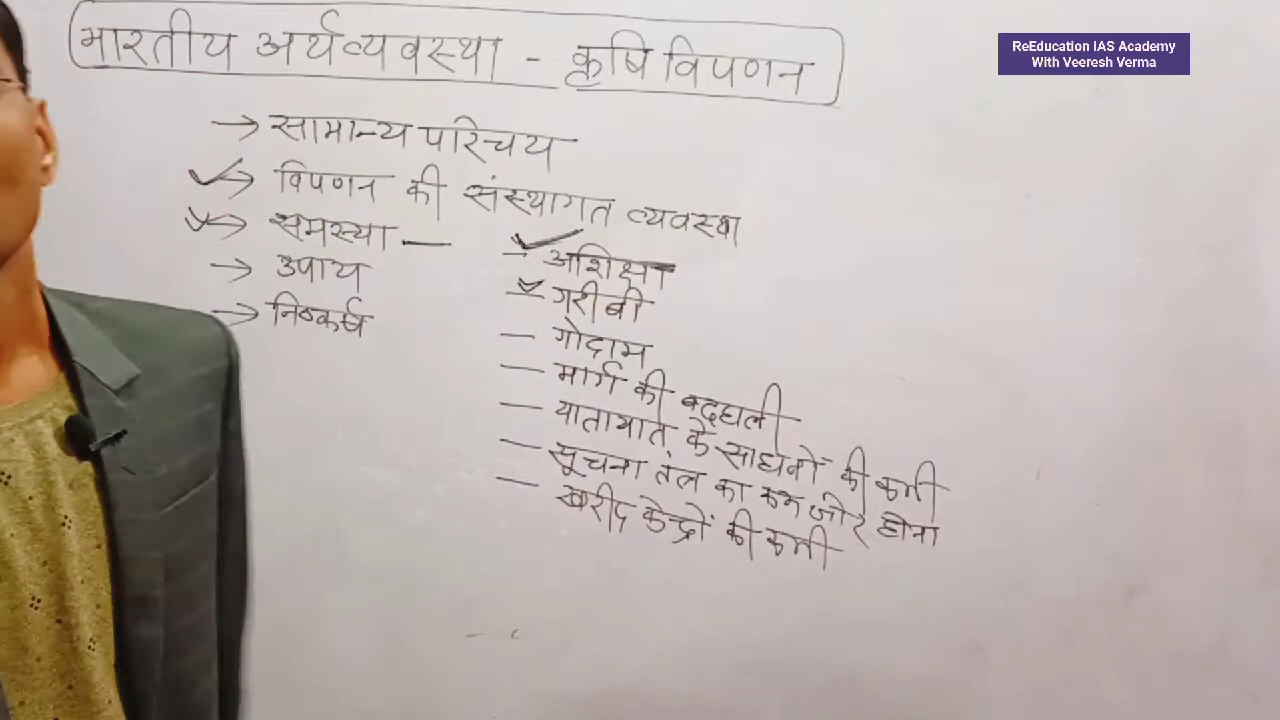 भारतीय अर्थव्यवस्था - कृषि विपणन
ReEducation IAS Academy
With Veeresh Verma
→ सामान्य परिचय
→ विपणन की संस्थागत व्यवस्था
→ समस्या —
→ उपाय
→ निष्कर्ष
- अशिक्षा
- गरीबी
- गोदाम
- मार्ग की बदहाली
- यातायात के साधनों की कमी
- सूचना तंत्र का कमजोर होना
- खरीद केन्द्रों की कमी